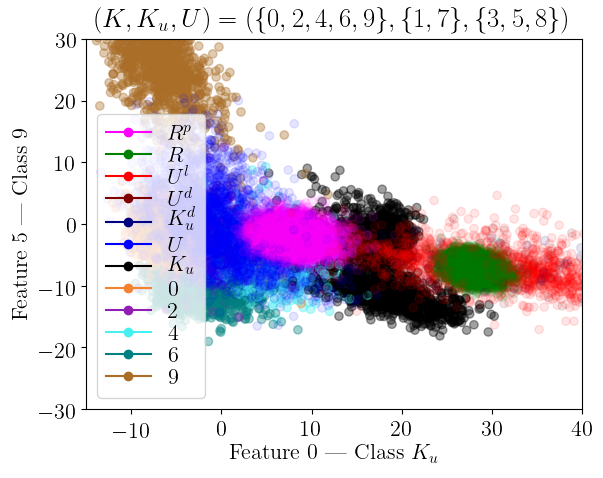 (K, K_u, U) = ({0, 2, 4, 6, 9}, {1, 7}, {3, 5, 8})
Feature 5 — Class 9
30
20
10
0
−10
−20
−30
R^p
R
U^l
U^d
K_u^d
U
K_u
0
2
4
6
9
−10
0
10
20
30
40
Feature 0 — Class K_u